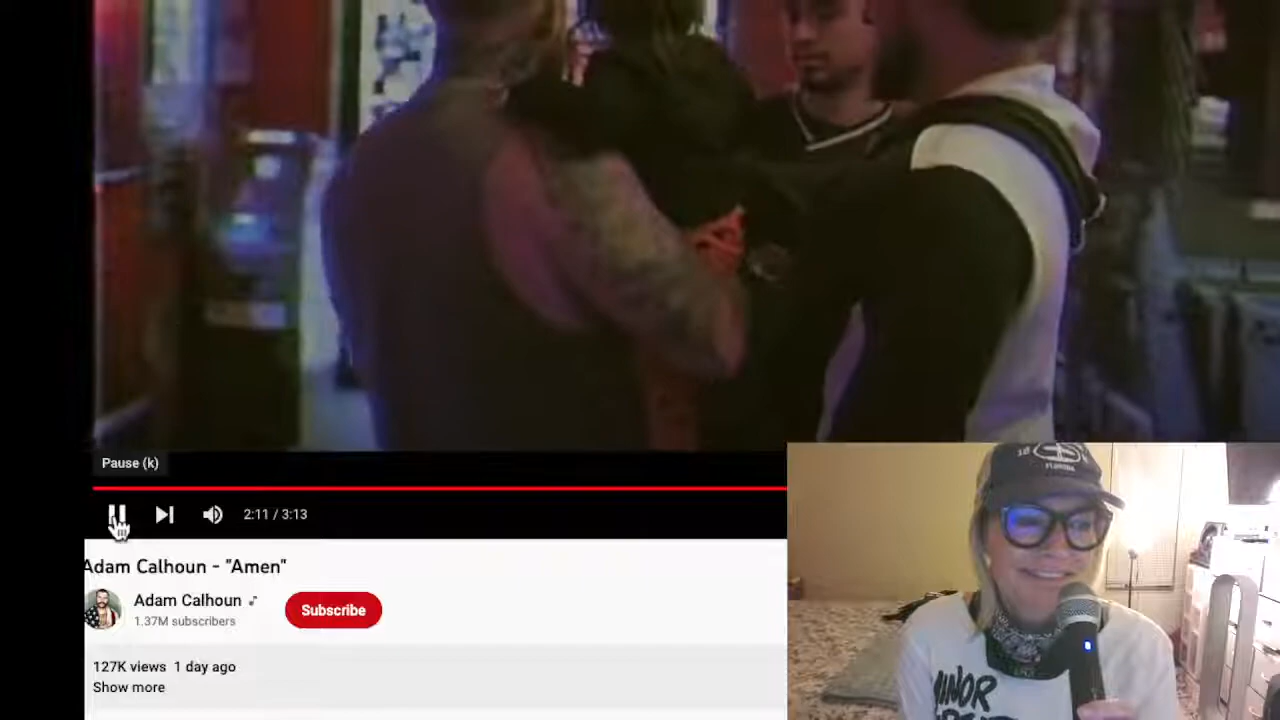 Pause (k)
2:11 / 3:13
Adam Calhoun - "Amen"
Adam Calhoun
1.37M subscribers
Subscribe
127K views 1 day ago
Show more
FLORIDA
MINOR